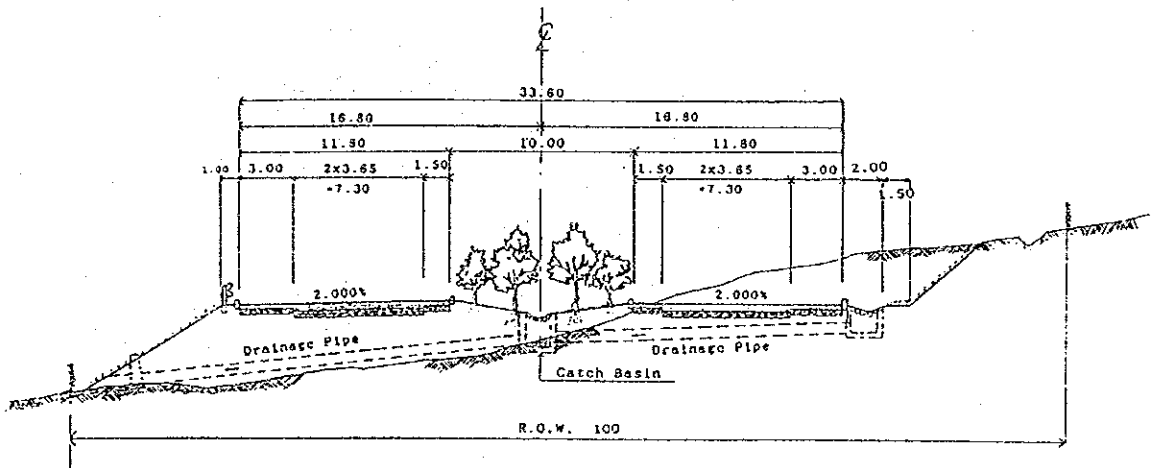 ℄
33.60
16.80 16.80
11.80 10.00 11.80
1.00 3.00 2x3.65 1.50 1.50 2x3.65 3.00 2.00
=7.30 =7.30 1.50
2.000% 2.000%
Drainage Pipe Drainage Pipe
Catch Basin
R.O.W. 100